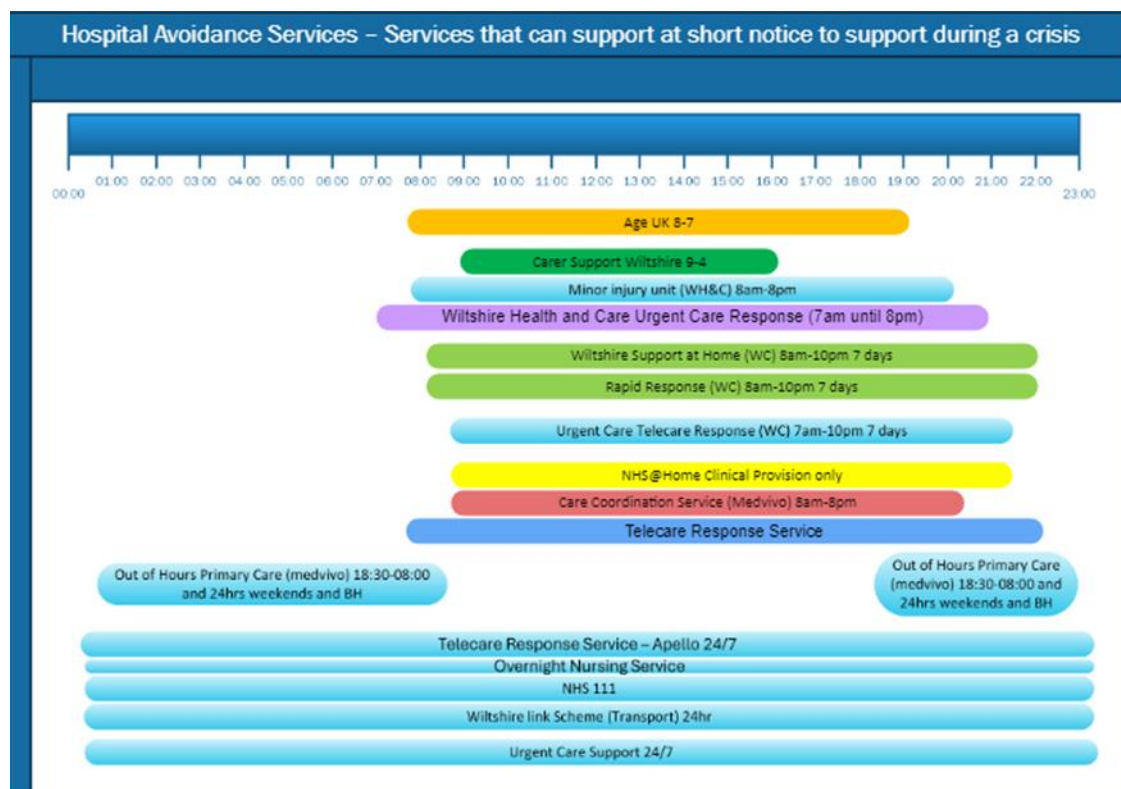 Hospital Avoidance Services – Services that can support at short notice to support during a crisis
00:00 01:00 02:00 03:00 04:00 05:00 06:00 07:00 08:00 09:00 10:00 11:00 12:00 13:00 14:00 15:00 16:00 17:00 18:00 19:00 20:00 21:00 22:00 23:00
Age UK 8-7
Carer Support Wiltshire 9-4
Minor injury unit (WH&C) 8am-8pm
Wiltshire Health and Care Urgent Care Response (7am until 8pm)
Wiltshire Support at Home (WC) 8am-10pm 7 days
Rapid Response (WC) 8am-10pm 7 days
Urgent Care Telecare Response (WC) 7am-10pm 7 days
NHS@Home Clinical Provision only
Care Coordination Service (Medvivo) 8am-8pm
Telecare Response Service
Out of Hours Primary Care (medvivo) 18:30-08:00
and 24hrs weekends and BH
Out of Hours Primary Care
(medvivo) 18:30-08:00 and
24hrs weekends and BH
Telecare Response Service – Apello 24/7
Overnight Nursing Service
NHS 111
Wiltshire link Scheme (Transport) 24hr
Urgent Care Support 24/7